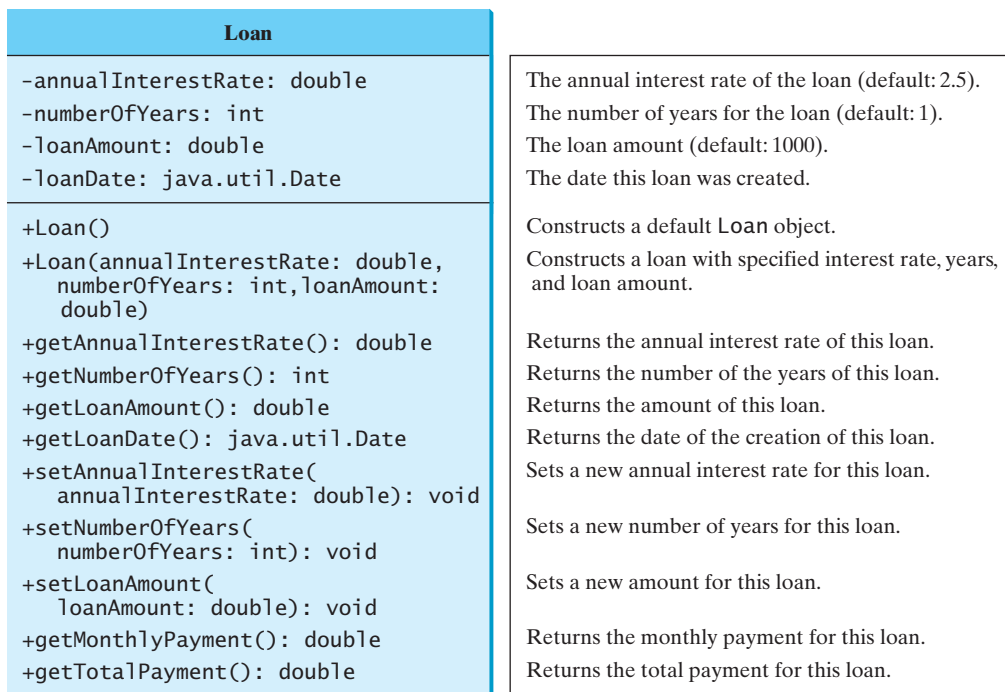 Loan
-annualInterestRate: double
The annual interest rate of the loan (default: 2.5).
-numberOfYears: int
The number of years for the loan (default: 1).
-loanAmount: double
The loan amount (default: 1000).
-loanDate: java.util.Date
The date this loan was created.
+Loan()
Constructs a default Loan object.
+Loan(annualInterestRate: double,
numberOfYears: int,loanAmount:
double)
Constructs a loan with specified interest rate, years,
and loan amount.
+getAnnualInterestRate(): double
Returns the annual interest rate of this loan.
+getNumberOfYears(): int
Returns the number of the years of this loan.
+getLoanAmount(): double
Returns the amount of this loan.
+getLoanDate(): java.util.Date
Returns the date of the creation of this loan.
+setAnnualInterestRate(
annualInterestRate: double): void
Sets a new annual interest rate for this loan.
+setNumberOfYears(
numberOfYears: int): void
Sets a new number of years for this loan.
+setLoanAmount(
loanAmount: double): void
Sets a new amount for this loan.
+getMonthlyPayment(): double
Returns the monthly payment for this loan.
+getTotalPayment(): double
Returns the total payment for this loan.